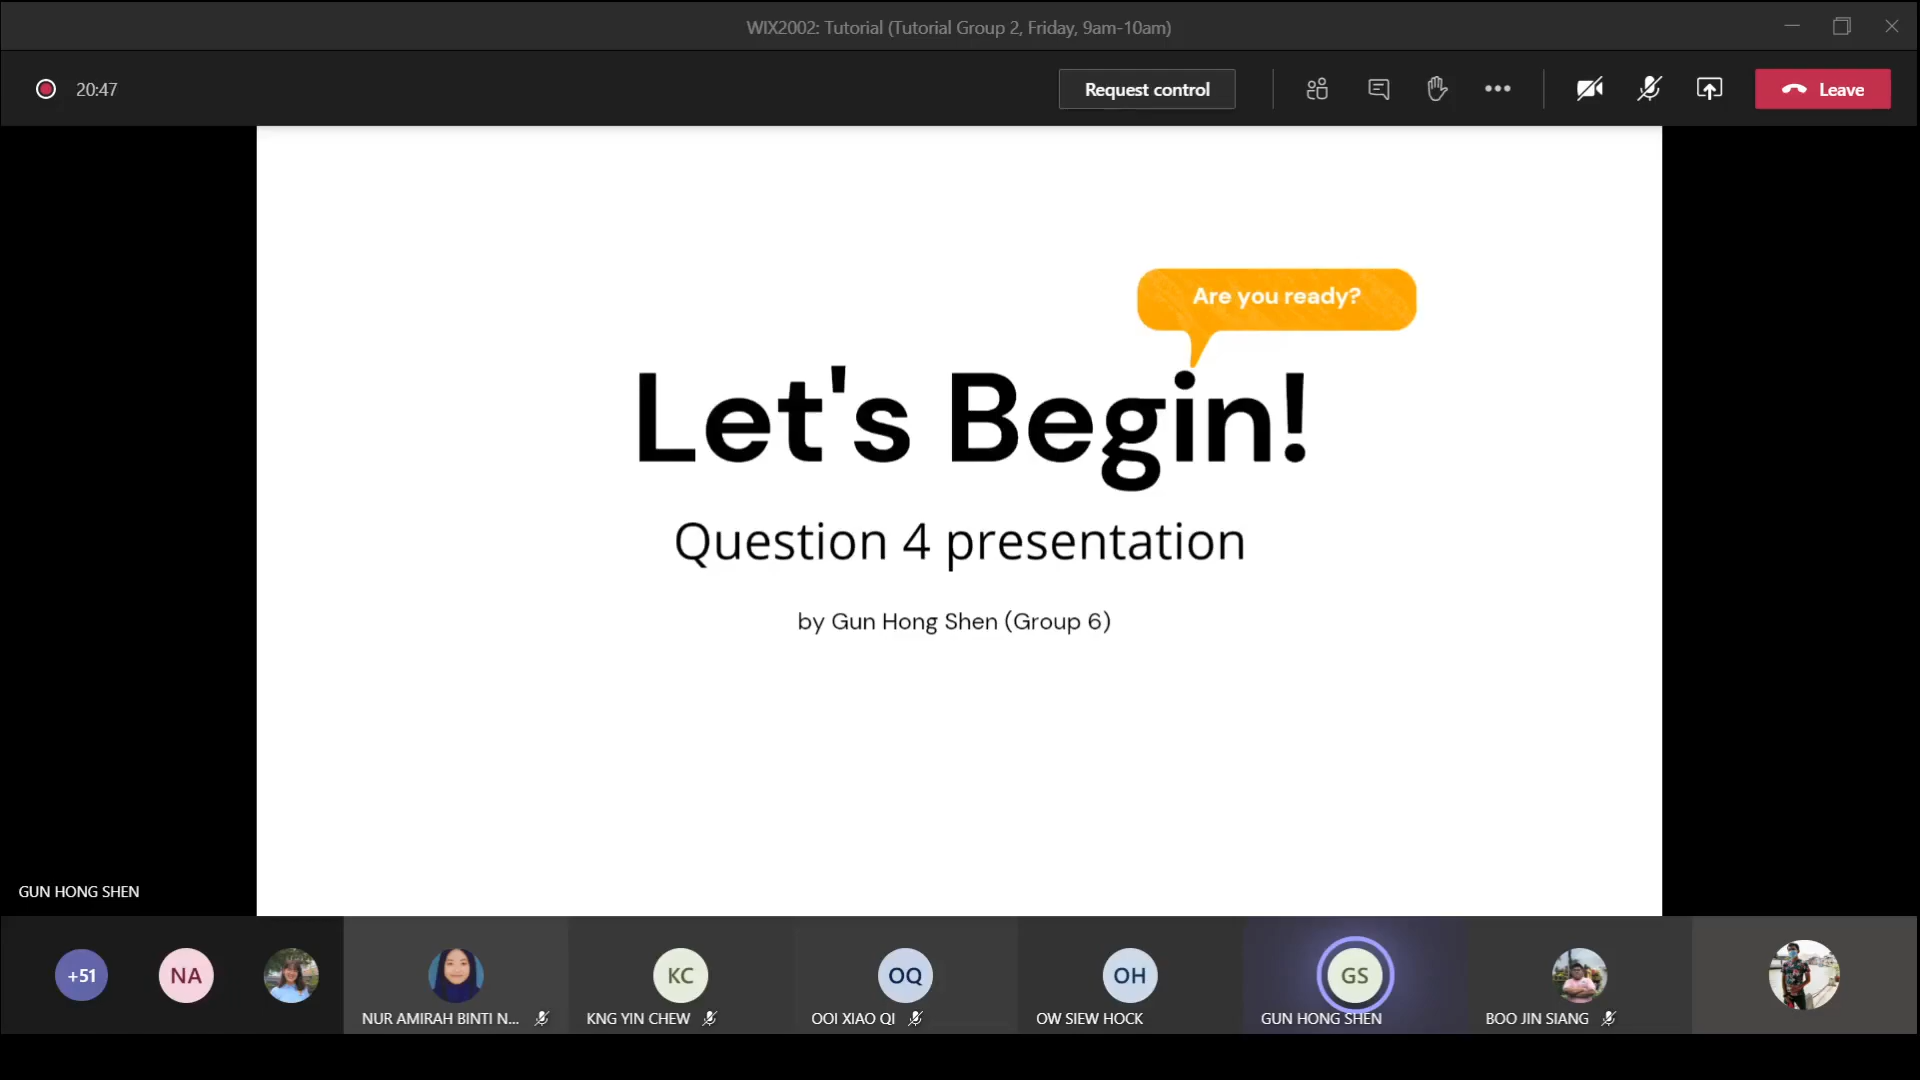 WIX2002: Tutorial (Tutorial Group 2, Friday, 9am-10am)
20:47
Request control
Leave
Are you ready?
Let's Begin!
Question 4 presentation
by Gun Hong Shen (Group 6)
GUN HONG SHEN
+51
NA
KC
OQ
OH
GS
NUR AMIRAH BINTI N...
KNG YIN CHEW
OOI XIAO QI
OW SIEW HOCK
GUN HONG SHEN
BOO JIN SIANG